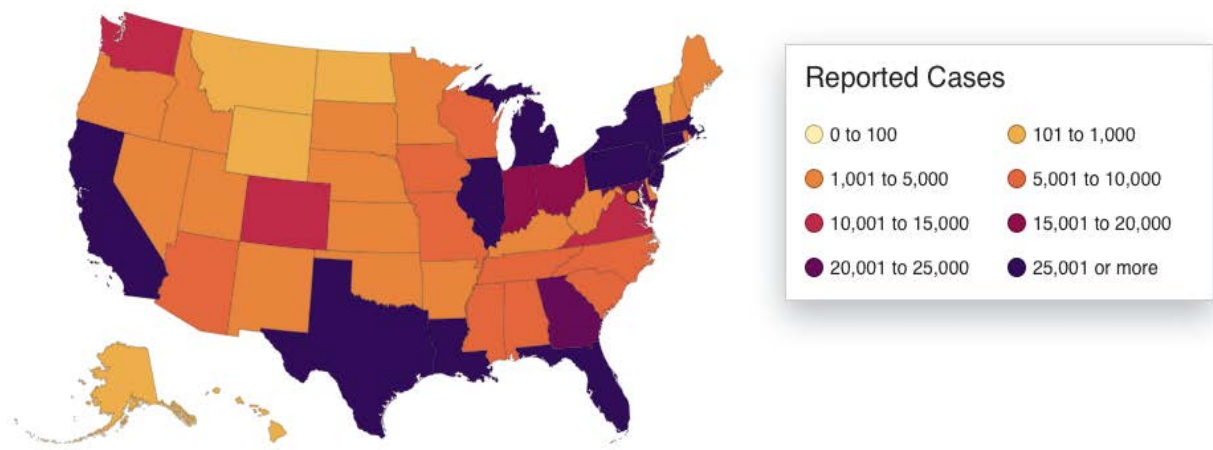 Reported Cases
0 to 100 101 to 1,000
1,001 to 5,000 5,001 to 10,000
10,001 to 15,000 15,001 to 20,000
20,001 to 25,000 25,001 or more